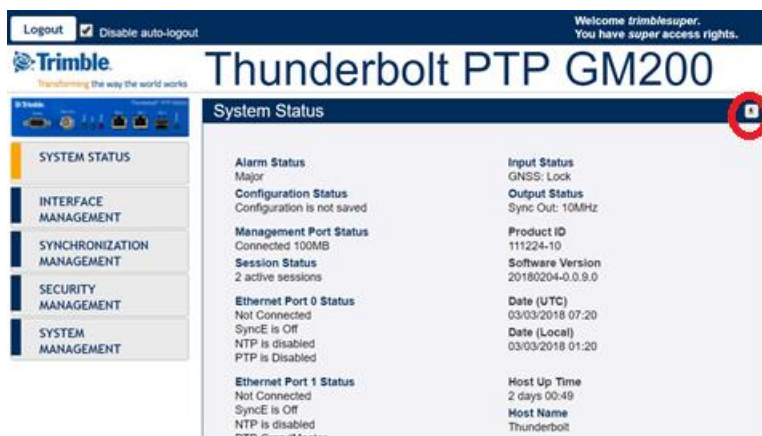 Logout Disable auto-logout
Welcome trimblesuper.
You have super access rights.
Trimble.
Transforming the way the world works
Thunderbolt PTP GM200
System Status
SYSTEM STATUS
INTERFACE
MANAGEMENT
SYNCHRONIZATION
MANAGEMENT
SECURITY
MANAGEMENT
SYSTEM
MANAGEMENT
Alarm Status
Major
Configuration Status
Configuration is not saved
Management Port Status
Connected 100MB
Session Status
2 active sessions
Ethernet Port 0 Status
Not Connected
SyncE is Off
NTP is disabled
PTP is Disabled
Ethernet Port 1 Status
Not Connected
SyncE is Off
NTP is disabled
Input Status
GNSS: Lock
Output Status
Sync Out: 10MHz
Product ID
111224-10
Software Version
20180204-0.0.9.0
Date (UTC)
03/03/2018 07:20
Date (Local)
03/03/2018 01:20
Host Up Time
2 days 00:49
Host Name
Thunderbolt